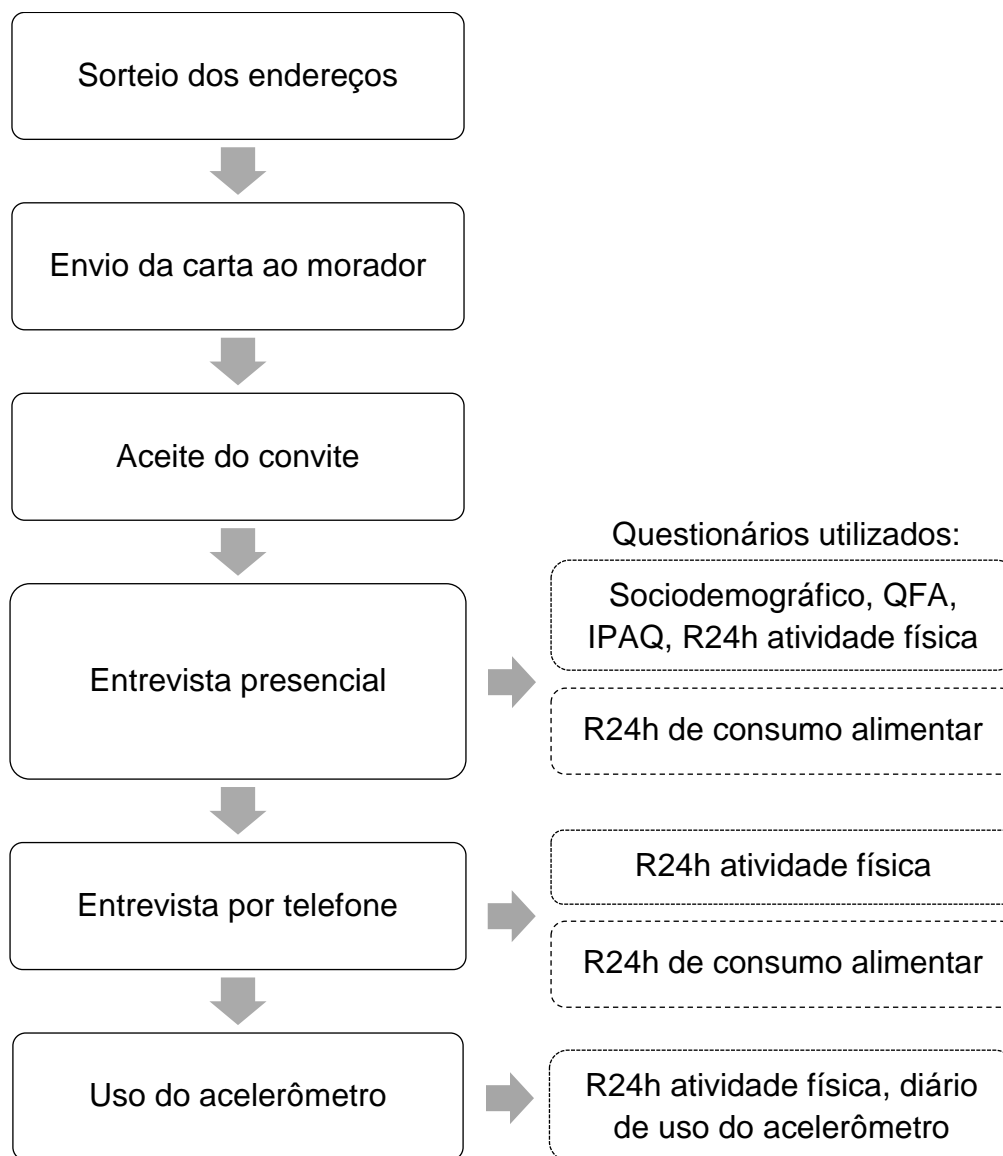 Sorteio dos endereços
Envio da carta ao morador
Aceite do convite
Questionários utilizados:
Entrevista presencial
Sociodemográfico, QFA,
IPAQ, R24h atividade física
R24h de consumo alimentar
Entrevista por telefone
R24h atividade física
R24h de consumo alimentar
Uso do acelerômetro
R24h atividade física, diário
de uso do acelerômetro